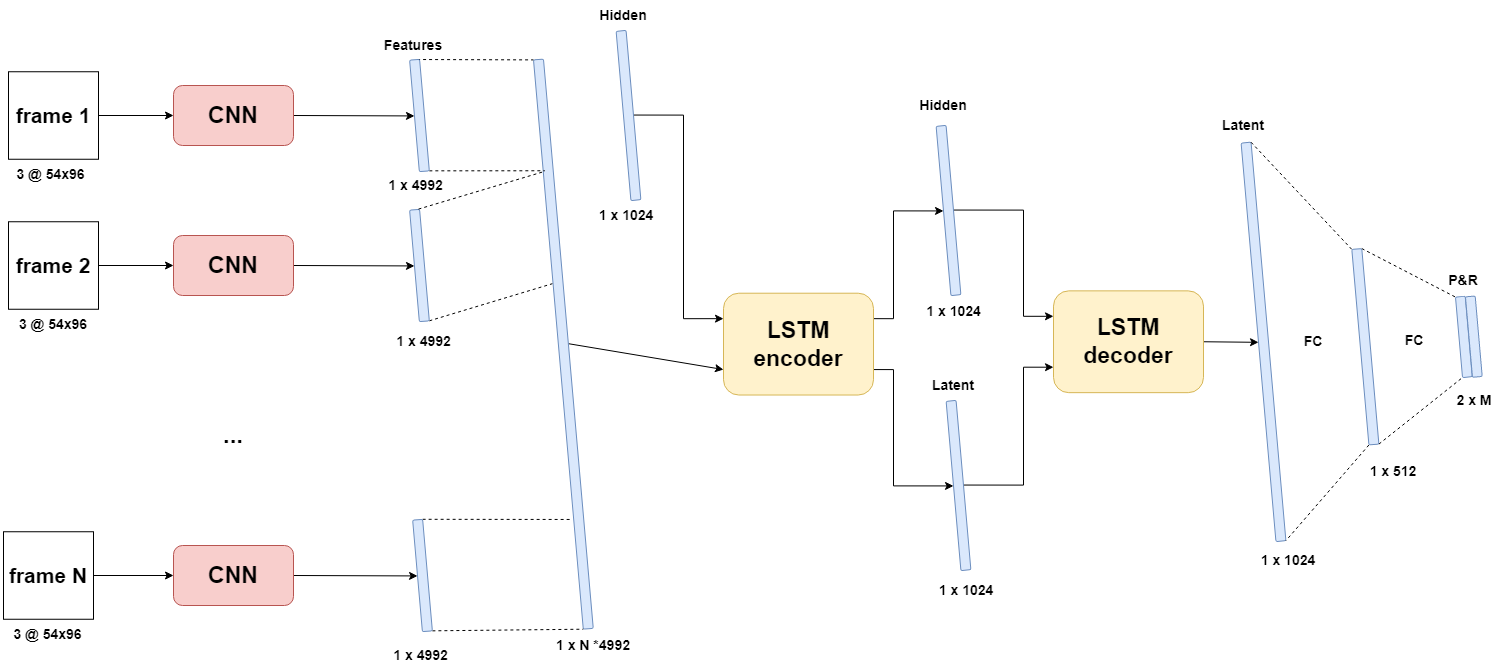 Hidden
Features
frame 1
CNN
3 @ 54x96
1 x 4992
1 x 1024
frame 2
CNN
3 @ 54x96
1 x 4992
...
frame N
CNN
3 @ 54x96
1 x 4992
1 x N *4992
LSTM
encoder
Hidden
1 x 1024
Latent
1 x 1024
LSTM
decoder
Latent
1 x 1024
FC
1 x 512
FC
P&R
2 x M